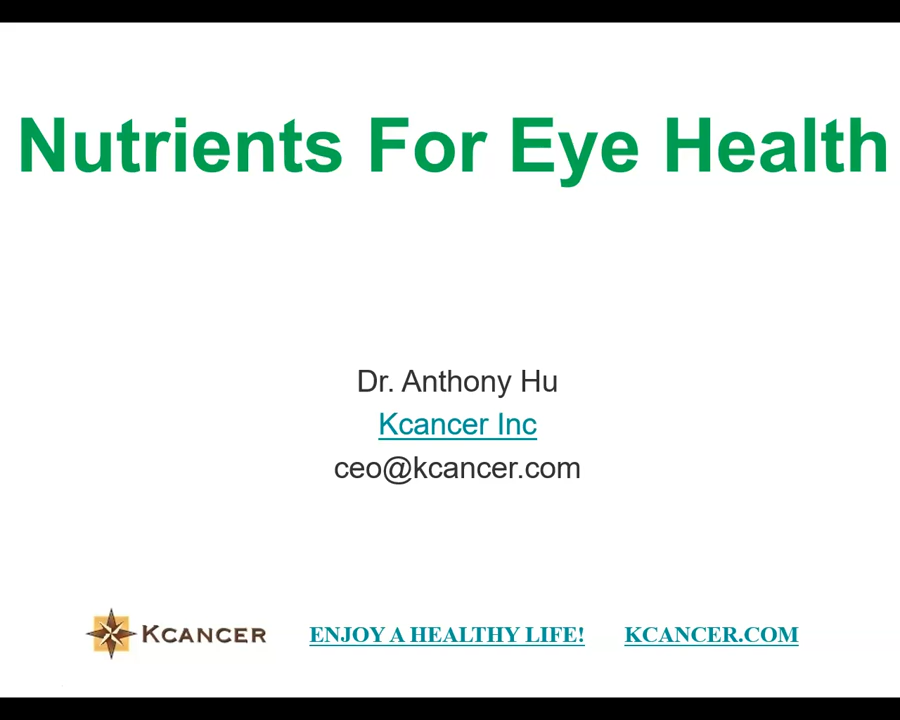 Nutrients For Eye Health
Dr. Anthony Hu
Kcancer Inc
ceo@kcancer.com
KCANCER ENJOY A HEALTHY LIFE! KCANCER.COM